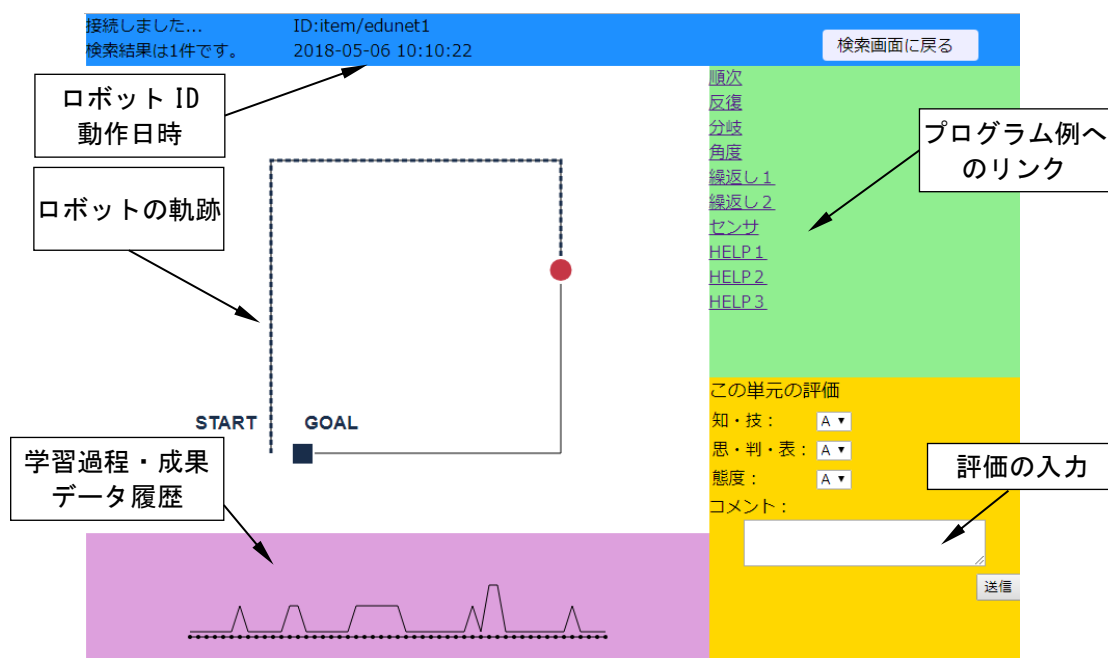 接続しました...
ID:item/edunet1
検索結果は1件です。
2018-05-06 10:10:22
検索画面に戻る
ロボット ID
動作日時
ロボットの軌跡
START
GOAL
学習過程・成果
データ履歴
順次
反復
分岐
角度
繰返し1
繰返し2
センサ
HELP1
HELP2
HELP3
プログラム例へ
のリンク
この単元の評価
知・技： A
思・判・表： A
態度： A
コメント：
評価の入力
送信